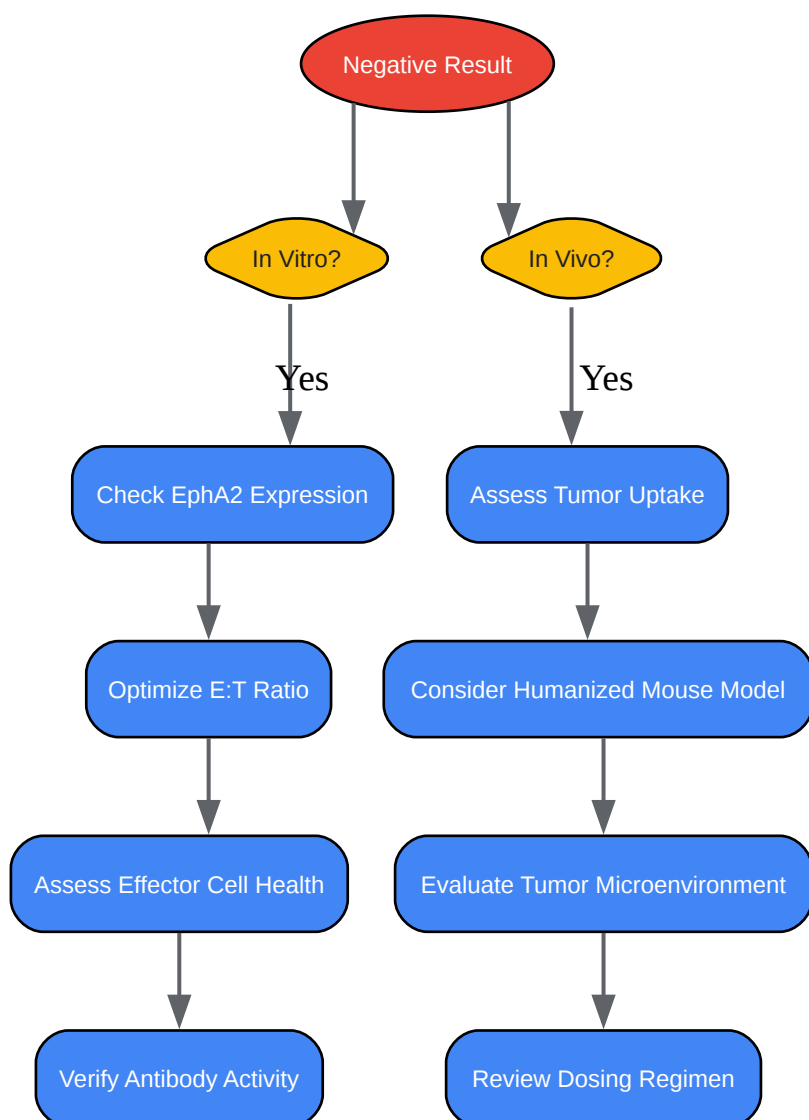 Negative Result
In Vitro?
In Vivo?
Yes
Yes
Check EphA2 Expression
Assess Tumor Uptake
Optimize E:T Ratio
Consider Humanized Mouse Model
Assess Effector Cell Health
Evaluate Tumor Microenvironment
Verify Antibody Activity
Review Dosing Regimen